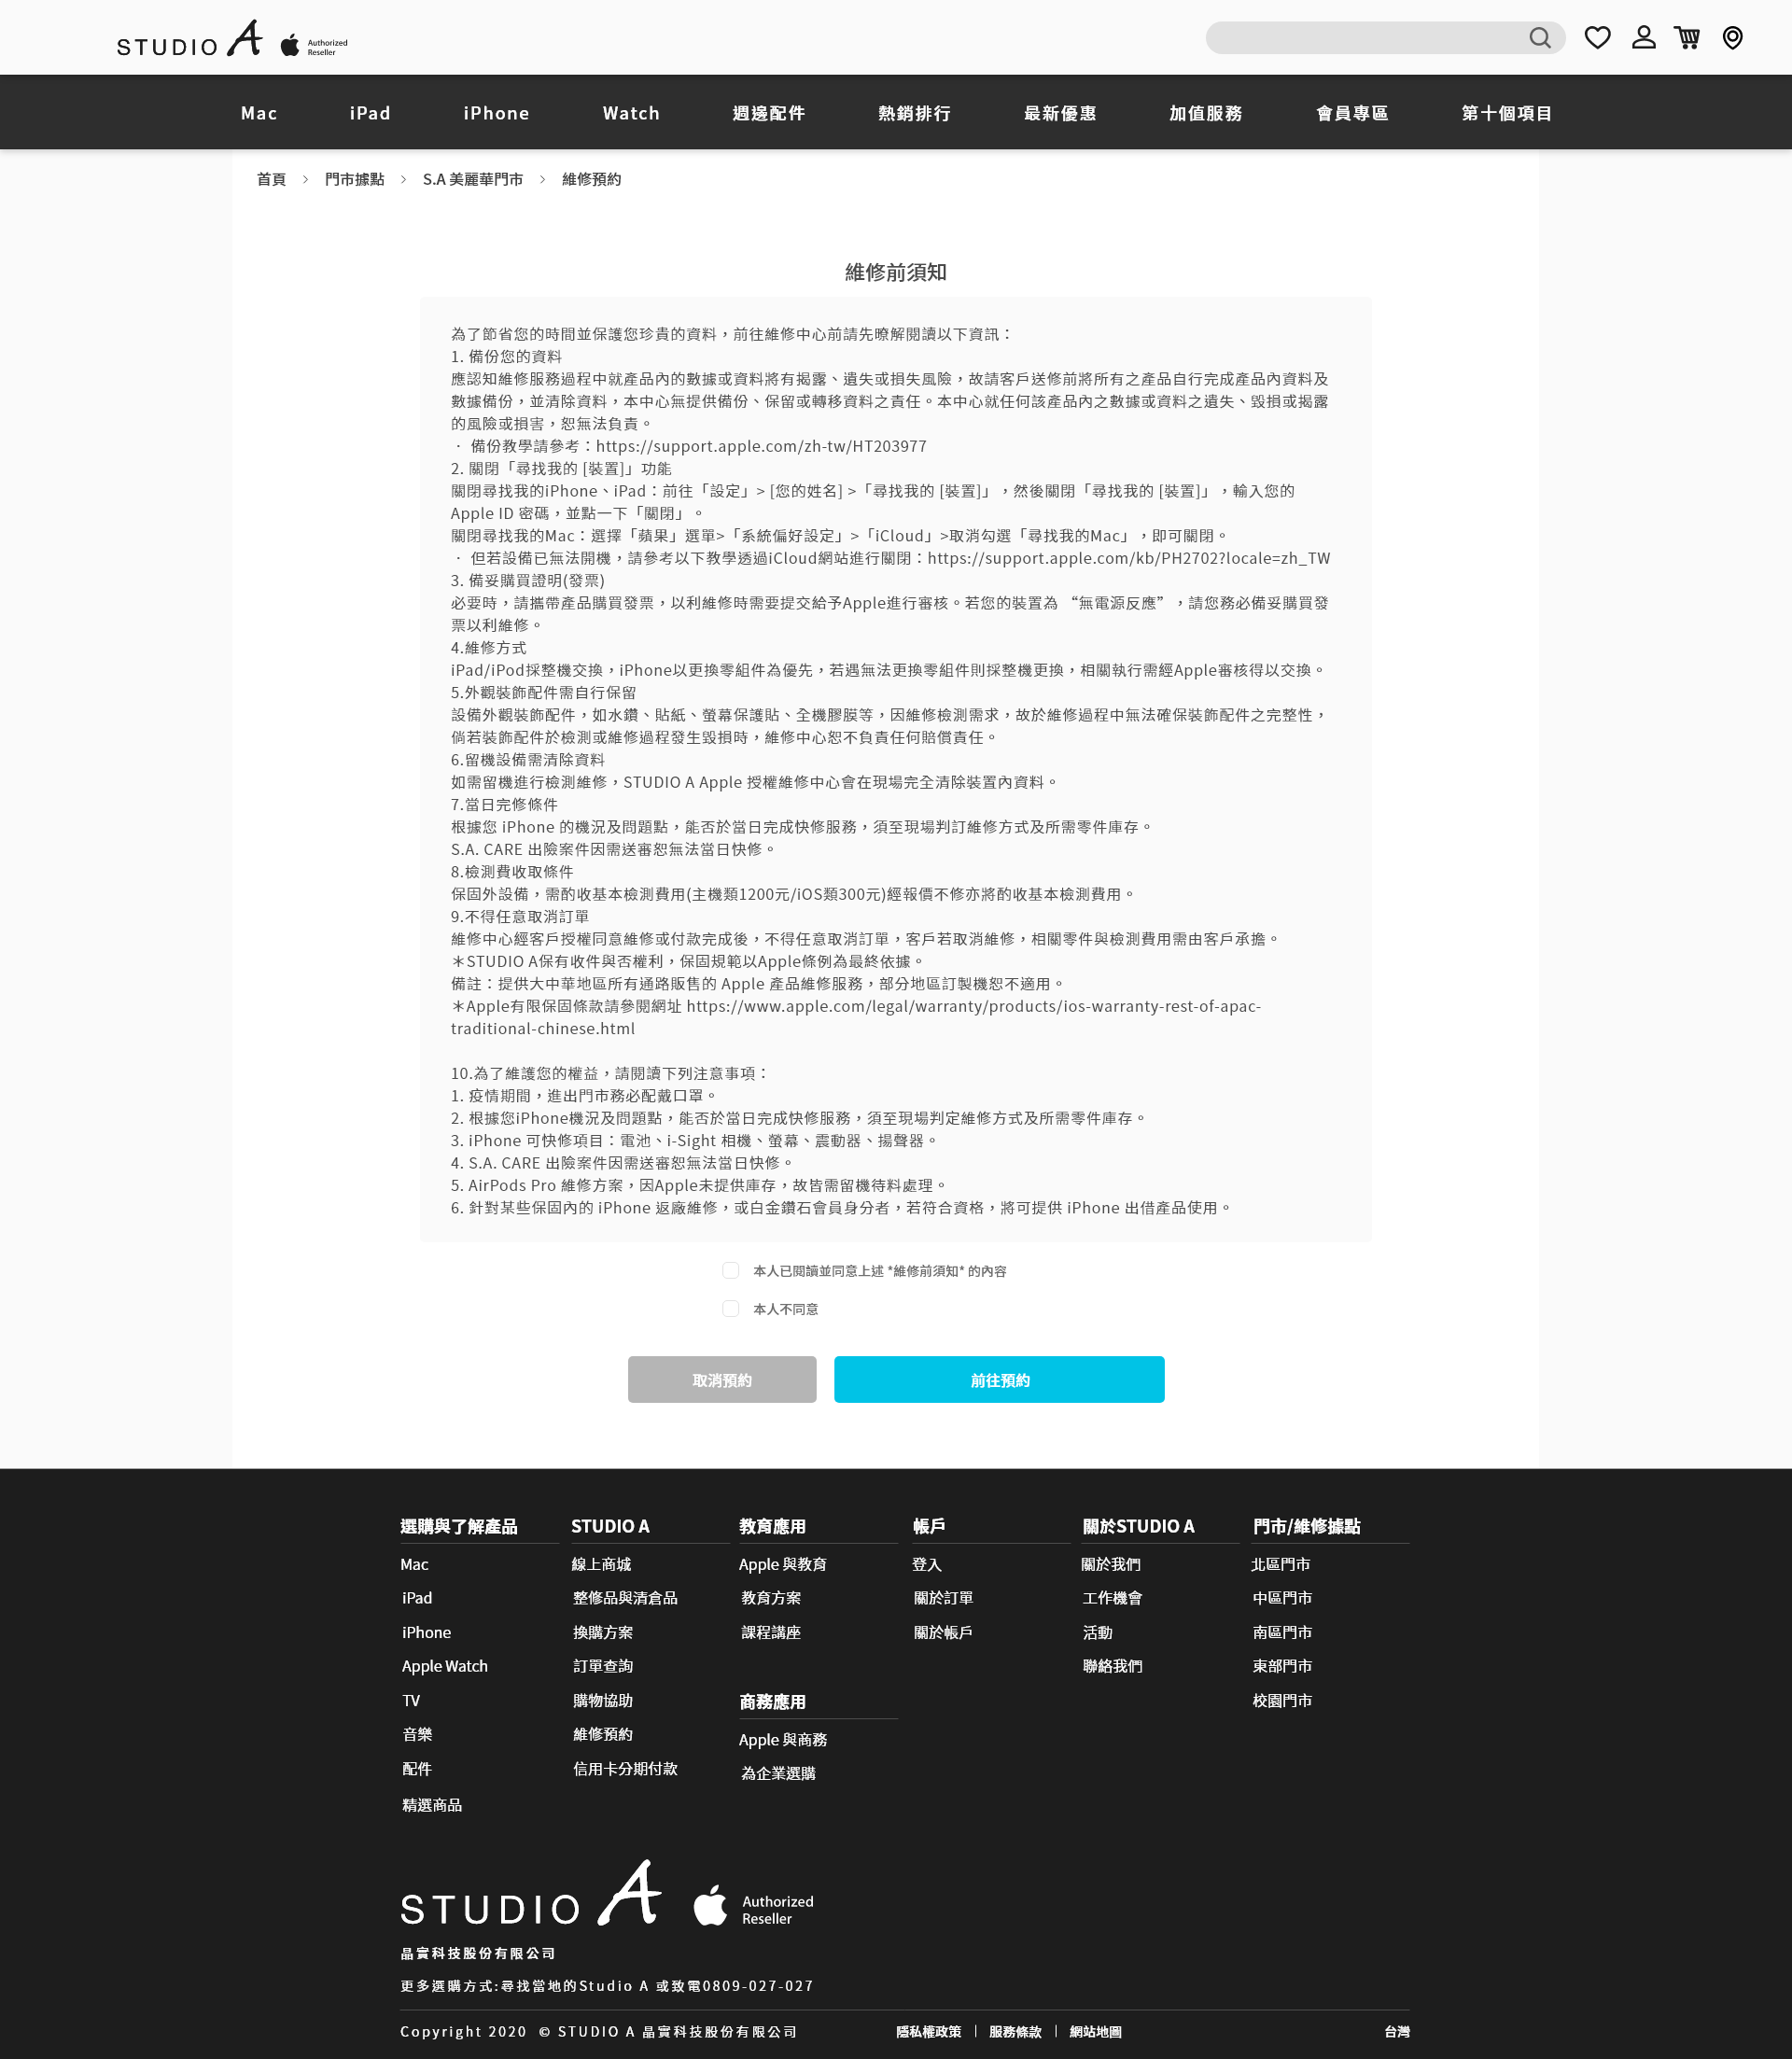 STUDIO A Authorized
Reseller
Mac iPad iPhone Watch 週邊配件 熱銷排行 最新優惠 加值服務 會員專區 第十個項目
首頁 > 門市據點 > S.A 美麗華門市 > 維修預約
維修前須知
為了節省您的時間並保護您珍貴的資料，前往維修中心前請先暸解閱讀以下資訊：
1. 備份您的資料
應認知維修服務過程中就產品內的數據或資料將有揭露、遺失或損失風險，故請客戶送修前將所有之產品自行完成產品內資料及
數據備份，並清除資料，本中心無提供備份、保留或轉移資料之責任。本中心就任何該產品內之數據或資料之遺失、毀損或揭露
的風險或損害，恕無法負責。
． 備份教學請參考：https://support.apple.com/zh-tw/HT203977
2. 關閉「尋找我的 [裝置]」功能
關閉尋找我的iPhone、iPad：前往「設定」> [您的姓名] >「尋找我的 [裝置]」，然後關閉「尋找我的 [裝置]」，輸入您的
Apple ID 密碼，並點一下「關閉」。
關閉尋找我的Mac：選擇「蘋果」選單>「系統偏好設定」>「iCloud」>取消勾選「尋找我的Mac」，即可關閉。
． 但若設備已無法開機，請參考以下教學透過iCloud網站進行關閉：https://support.apple.com/kb/PH2702?locale=zh_TW
3. 備妥購買證明(發票)
必要時，請攜帶產品購買發票，以利維修時需要提交給予Apple進行審核。若您的裝置為 “無電源反應”，請您務必備妥購買發
票以利維修。
4.維修方式
iPad/iPod採整機交換，iPhone以更換零組件為優先，若遇無法更換零組件則採整機更換，相關執行需經Apple審核得以交換。
5.外觀裝飾配件需自行保留
設備外觀裝飾配件，如水鑽、貼紙、螢幕保護貼、全機膠膜等，因維修檢測需求，故於維修過程中無法確保裝飾配件之完整性，
倘若裝飾配件於檢測或維修過程發生毀損時，維修中心恕不負責任何賠償責任。
6.留機設備需清除資料
如需留機進行檢測維修，STUDIO A Apple 授權維修中心會在現場完全清除裝置內資料。
7.當日完修條件
根據您 iPhone 的機況及問題點，能否於當日完成快修服務，須至現場判訂維修方式及所需零件庫存。
S.A. CARE 出險案件因需送審恕無法當日快修。
8.檢測費收取條件
保固外設備，需酌收基本檢測費用(主機類1200元/iOS類300元)經報價不修亦將酌收基本檢測費用。
9.不得任意取消訂單
維修中心經客戶授權同意維修或付款完成後，不得任意取消訂單，客戶若取消維修，相關零件與檢測費用需由客戶承擔。
＊STUDIO A保有收件與否權利，保固規範以Apple條例為最終依據。
備註：提供大中華地區所有通路販售的 Apple 產品維修服務，部分地區訂製機恕不適用。
＊Apple有限保固條款請參閱網址 https://www.apple.com/legal/warranty/products/ios-warranty-rest-of-apac-
traditional-chinese.html
10.為了維護您的權益，請閱讀下列注意事項：
1. 疫情期間，進出門市務必配戴口罩。
2. 根據您iPhone機況及問題點，能否於當日完成快修服務，須至現場判定維修方式及所需零件庫存。
3. iPhone 可快修項目：電池、i-Sight 相機、螢幕、震動器、揚聲器。
4. S.A. CARE 出險案件因需送審恕無法當日快修。
5. AirPods Pro 維修方案，因Apple未提供庫存，故皆需留機待料處理。
6. 針對某些保固內的 iPhone 返廠維修，或白金鑽石會員身分者，若符合資格，將可提供 iPhone 出借產品使用。
本人已閱讀並同意上述 *維修前須知* 的內容
本人不同意
取消預約 前往預約
選購與了解產品
Mac
iPad
iPhone
Apple Watch
TV
音樂
配件
精選商品
STUDIO A
線上商城
整修品與清倉品
換購方案
訂單查詢
購物協助
維修預約
信用卡分期付款
教育應用
Apple 與教育
教育方案
課程講座
商務應用
Apple 與商務
為企業選購
帳戶
登入
關於訂單
關於帳戶
關於STUDIO A
關於我們
工作機會
活動
聯絡我們
門市/維修據點
北區門市
中區門市
南區門市
東部門市
校園門市
STUDIO A Authorized
Reseller
晶實科技股份有限公司
更多選購方式:尋找當地的Studio A 或致電0809-027-027
Copyright 2020 © STUDIO A 晶實科技股份有限公司 隱私權政策 | 服務條款 | 網站地圖 台灣